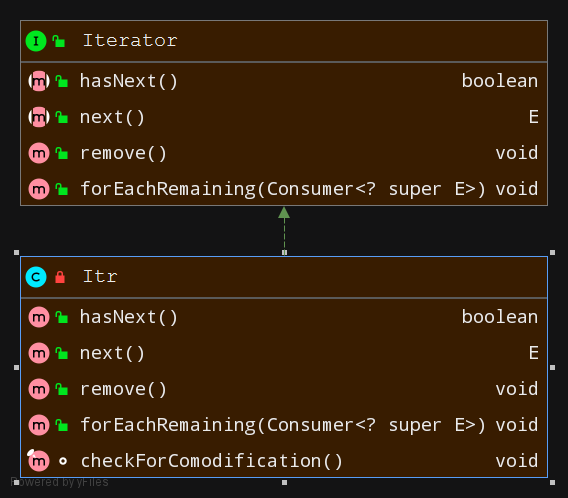 I Iterator
m hasNext() boolean
m next() E
m remove() void
m forEachRemaining(Consumer<? super E>) void
C Itr
m hasNext() boolean
m next() E
m remove() void
m forEachRemaining(Consumer<? super E>) void
m checkForComodification() void
Powered by yFiles